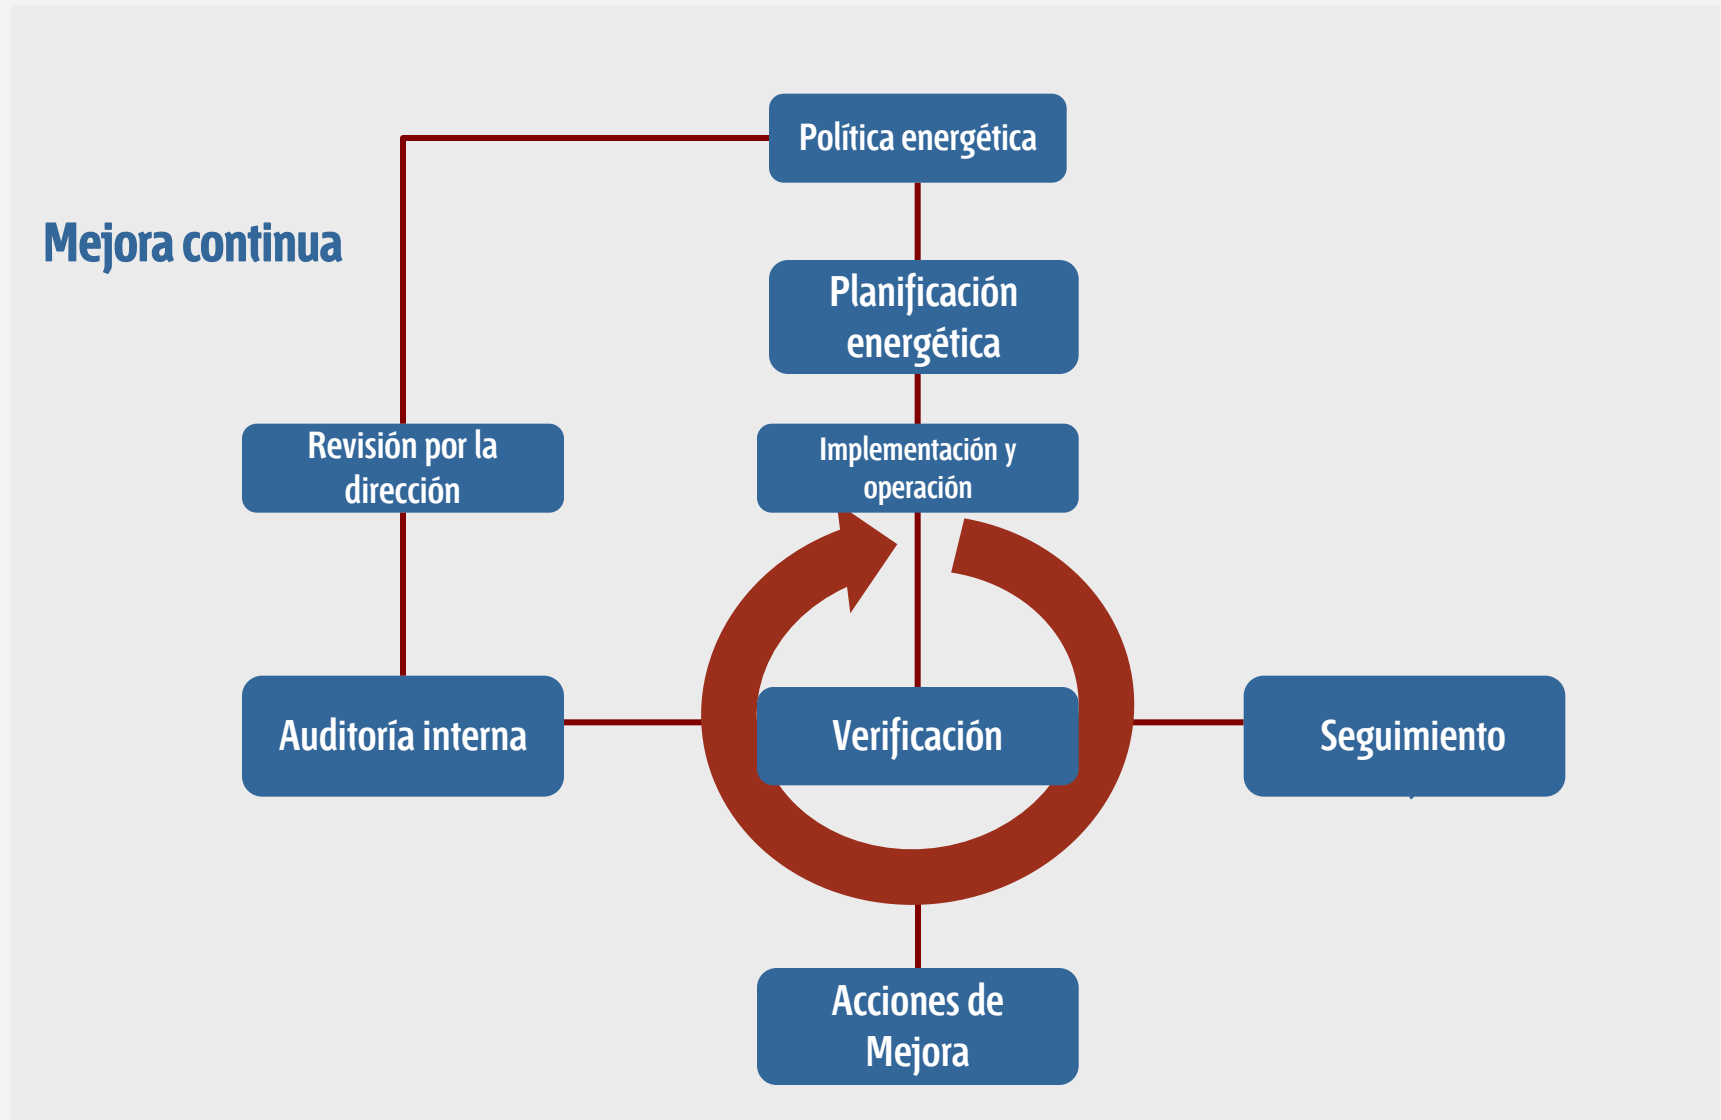 Política energética
Mejora continua
Planificación
energética
Revisión por la
dirección
Implementación y
operación
Auditoría interna
Verificación
Seguimiento
Acciones de
Mejora